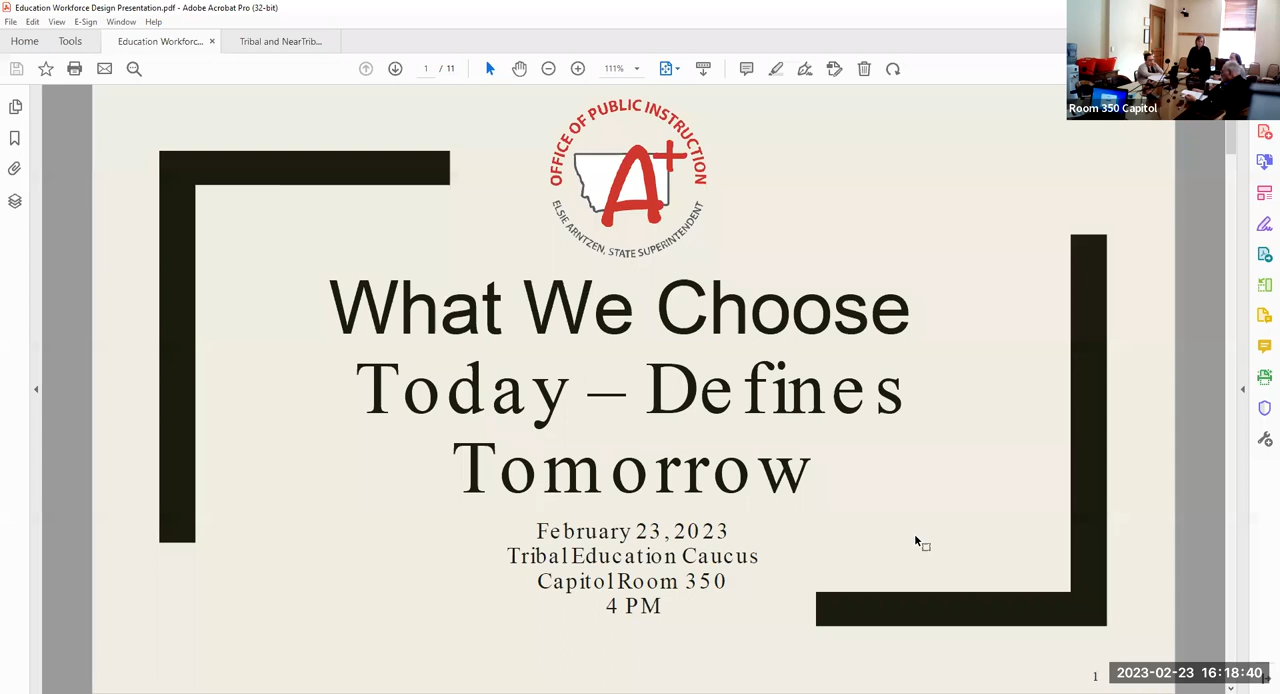 Education Workforce Design Presentation.pdf - Adobe Acrobat Pro (32-bit)
File Edit View E-Sign Window Help
Home Tools Education Workforc... × Tribal and NearTrib...
1 / 11 111%
Room 350 Capitol
OFFICE OF PUBLIC INSTRUCTION
A+
ELSIE ARNTZEN, STATE SUPERINTENDENT
What We Choose
Today – Defines
Tomorrow
February 23, 2023
Tribal Education Caucus
Capitol Room 350
4 PM
1
2023-02-23 16:18:40